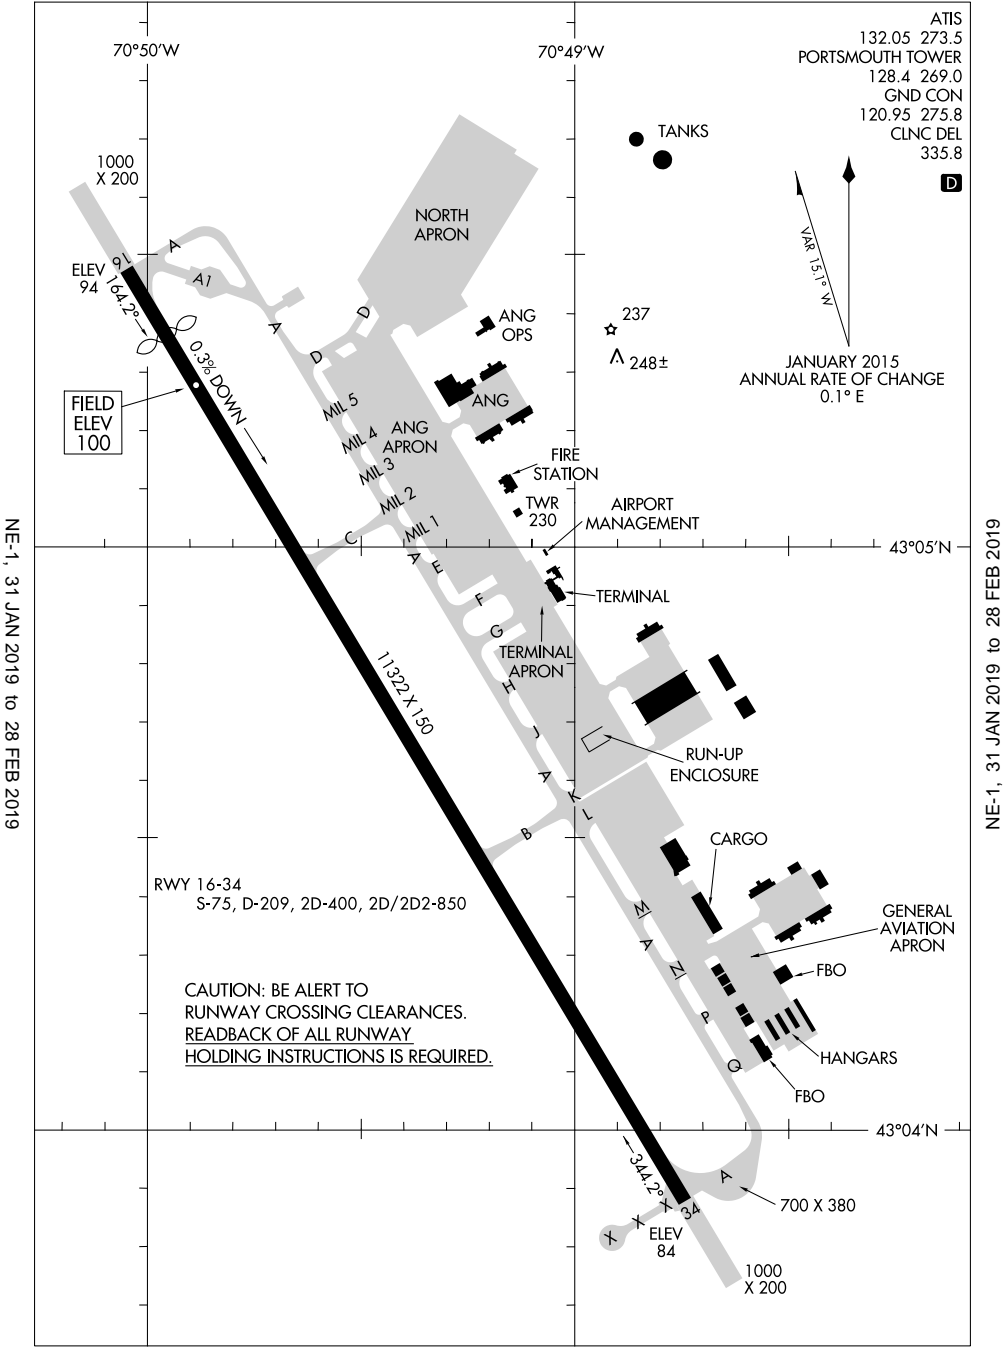 ATIS
132.05 273.5
PORTSMOUTH TOWER
128.4 269.0
GND CON
120.95 275.8
CLNC DEL
335.8
D
70°50'W
70°49'W
TANKS
1000
X 200
NORTH
APRON
VAR 15.1° W
JANUARY 2015
ANNUAL RATE OF CHANGE
0.1° E
A
16
ELEV
94
A1
164.2°
A
D
D
ANG
OPS
237
248±
0.3% DOWN
FIELD
ELEV
100
MIL 5
ANG
MIL 4
ANG
APRON
MIL 3
FIRE
STATION
MIL 2
TWR
230
AIRPORT
MANAGEMENT
MIL 1
C
A
E
43°05'N
F
TERMINAL
G
TERMINAL
APRON
H
11322 X 150
J
RUN-UP
ENCLOSURE
A
K
L
B
CARGO
RWY 16-34
S-75, D-209, 2D-400, 2D/2D2-850
M
GENERAL
AVIATION
APRON
A
N
FBO
CAUTION: BE ALERT TO
RUNWAY CROSSING CLEARANCES.
READBACK OF ALL RUNWAY
HOLDING INSTRUCTIONS IS REQUIRED.
P
HANGARS
Q
FBO
43°04'N
344.2°
A
700 X 380
X
X
X
34
ELEV
84
1000
X 200
NE-1, 31 JAN 2019 to 28 FEB 2019
NE-1, 31 JAN 2019 to 28 FEB 2019